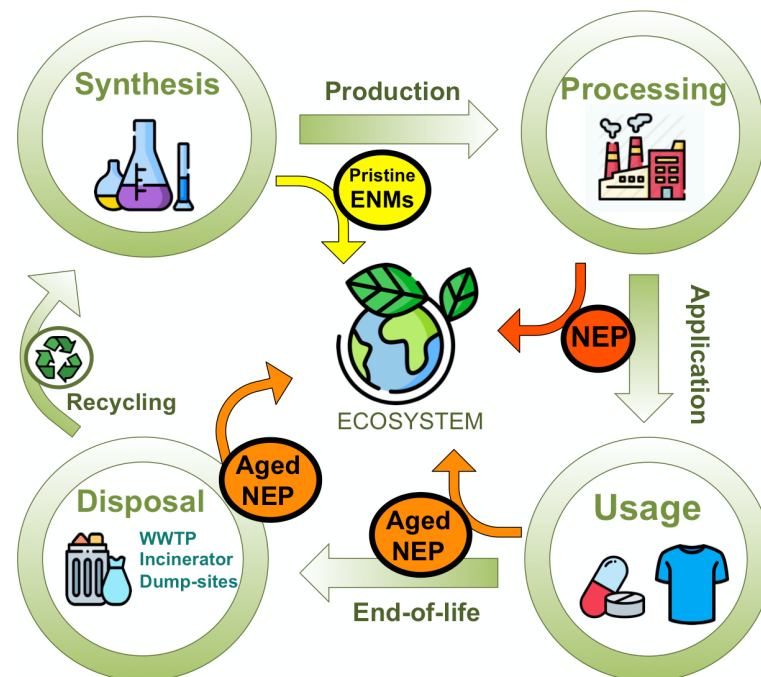 Synthesis
Production
Processing
Pristine
ENMs
NEP
Application
ECOSYSTEM
Recycling
Aged
NEP
Disposal
WWTP
Incinerator
Dump-sites
Aged
NEP
End-of-life
Usage